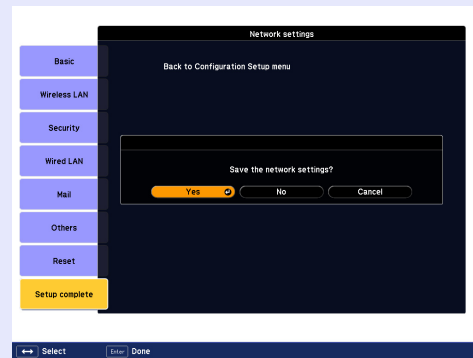 Network settings
Basic
Back to Configuration Setup menu
Wireless LAN
Security
Wired LAN
Save the network settings?
Yes No Cancel
Mail
Others
Reset
Setup complete
Select Enter Done